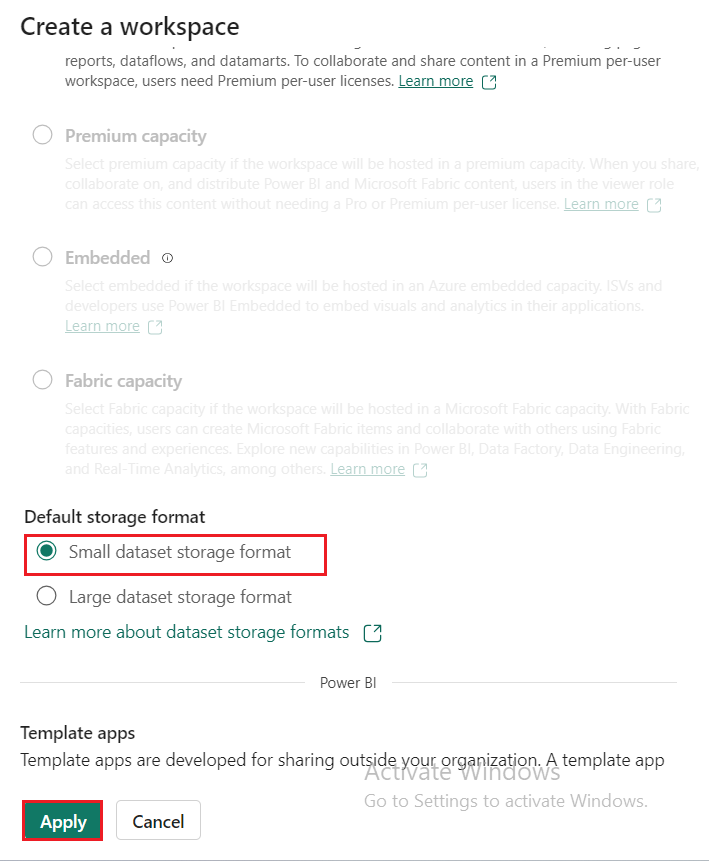 Create a workspace
reports, dataflows, and datamarts. To collaborate and share content in a Premium per-user
workspace, users need Premium per-user licenses. Learn more
Premium capacity
Select premium capacity if the workspace will be hosted in a premium capacity. When you share,
collaborate on, and distribute Power BI and Microsoft Fabric content, users in the viewer role
can access this content without needing a Pro or Premium per-user license. Learn more
Embedded
Select embedded if the workspace will be hosted in an Azure embedded capacity. ISVs and
developers use Power BI Embedded to embed visuals and analytics in their applications.
Learn more
Fabric capacity
Select Fabric capacity if the workspace will be hosted in a Microsoft Fabric capacity. With Fabric
capacities, users can create Microsoft Fabric items and collaborate with others using Fabric
features and experiences. Explore new capabilities in Power BI, Data Factory, Data Engineering,
and Real-Time Analytics, among others. Learn more
Default storage format
Small dataset storage format
Large dataset storage format
Learn more about dataset storage formats
Power BI
Template apps
Template apps are developed for sharing outside your organization. A template app
Activate Windows
Go to Settings to activate Windows.
Apply
Cancel